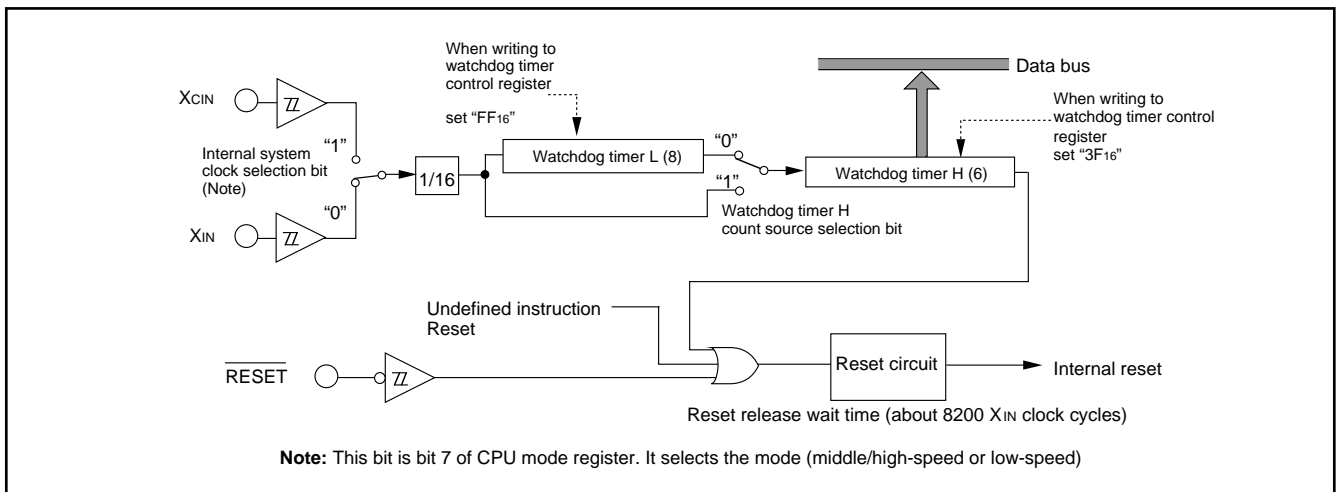 When writing to
watchdog timer
control register
set “FF16”
Data bus
When writing to
watchdog timer control
register
set “3F16”
XCIN
“1”
Internal system
clock selection bit
(Note)
“0”
XIN
1/16
Watchdog timer L (8)
“0”
“1”
Watchdog timer H (6)
Watchdog timer H
count source selection bit
Undefined instruction
Reset
RESET
Reset circuit
Internal reset
Reset release wait time (about 8200 XIN clock cycles)
Note: This bit is bit 7 of CPU mode register. It selects the mode (middle/high-speed or low-speed)